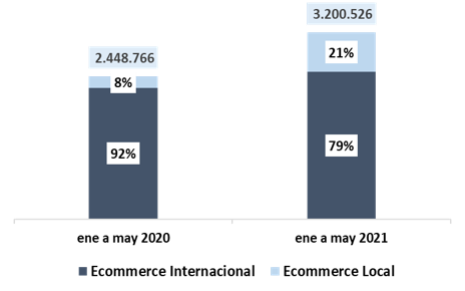 3.200.526
2.448.766
21%
8%
92%
79%
ene a may 2020
ene a may 2021
Ecommerce Internacional
Ecommerce Local